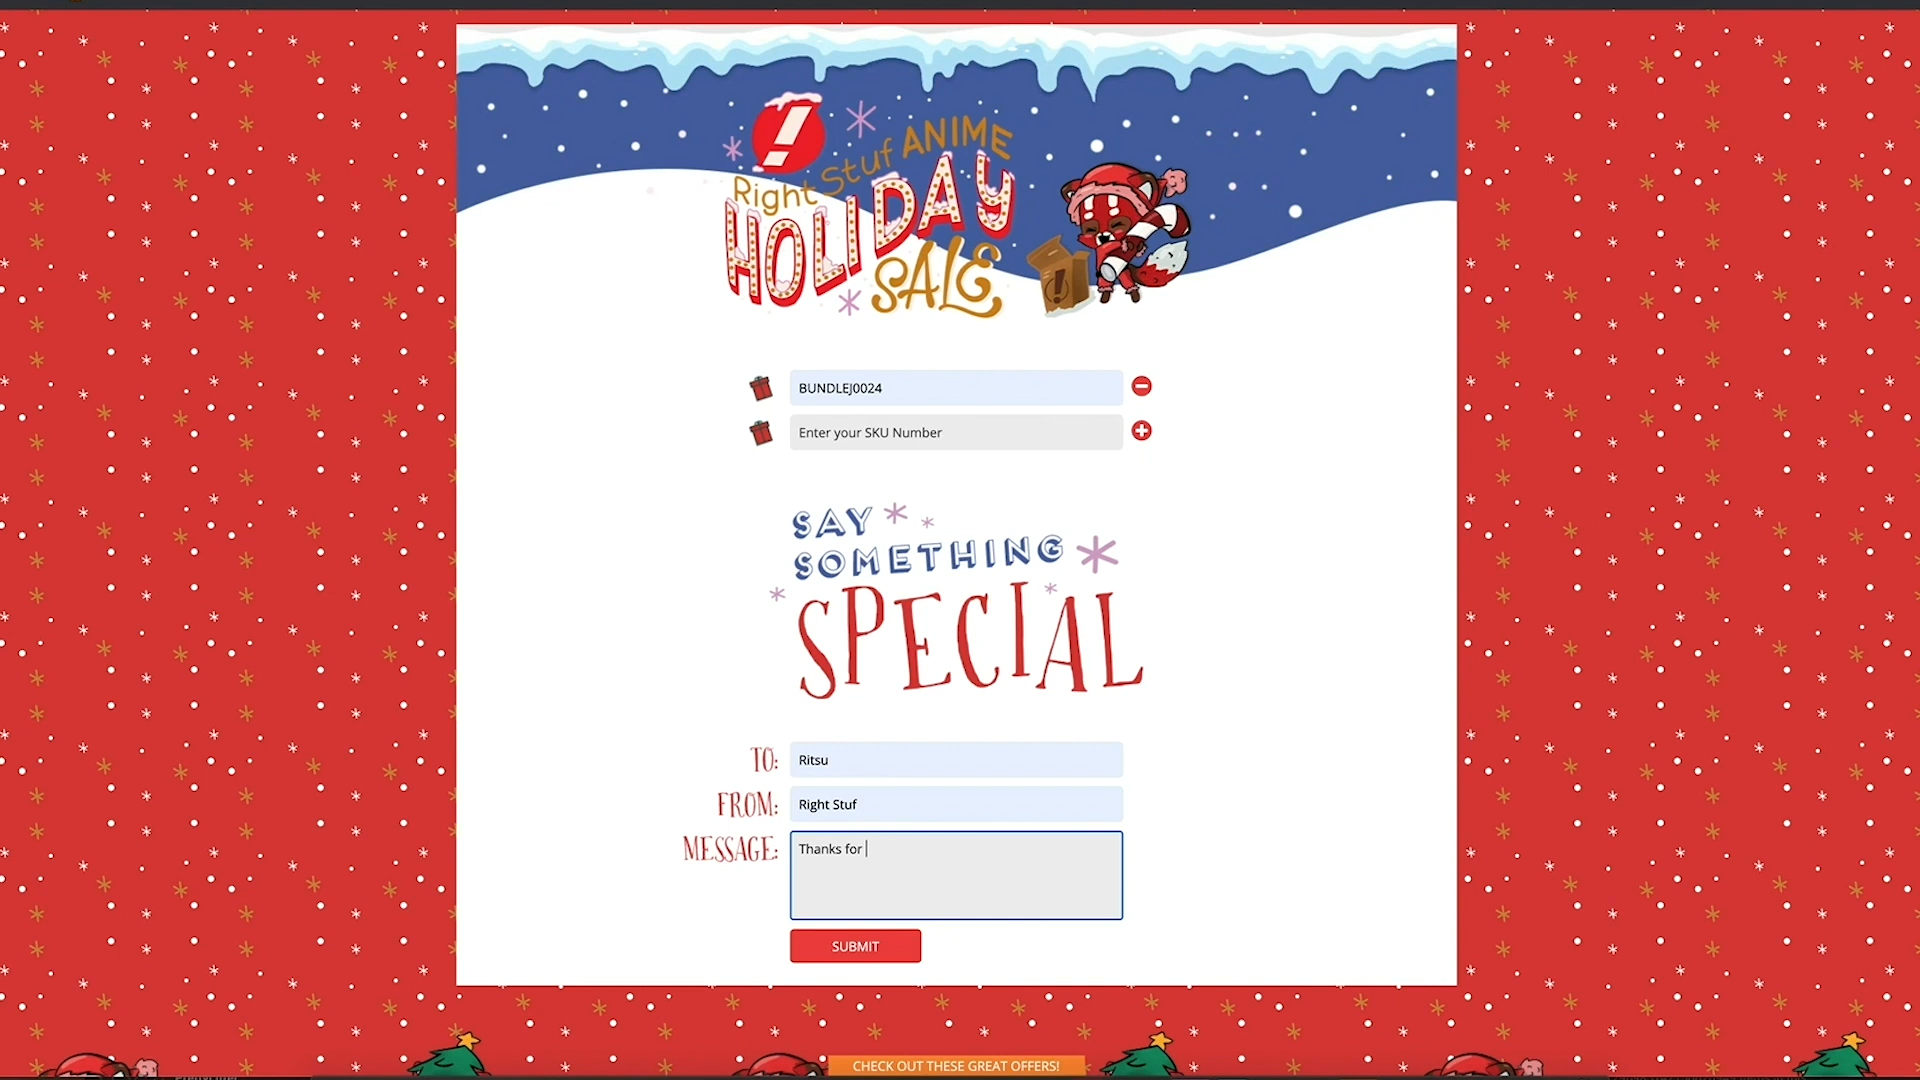 Right Stuf ANIME
HOLIDAY
SALE
BUNDLEJ0024
Enter your SKU Number
SAY
SOMETHING
SPECIAL
TO: Ritsu
FROM: Right Stuf
MESSAGE: Thanks for
SUBMIT
CHECK OUT THESE GREAT OFFERS!